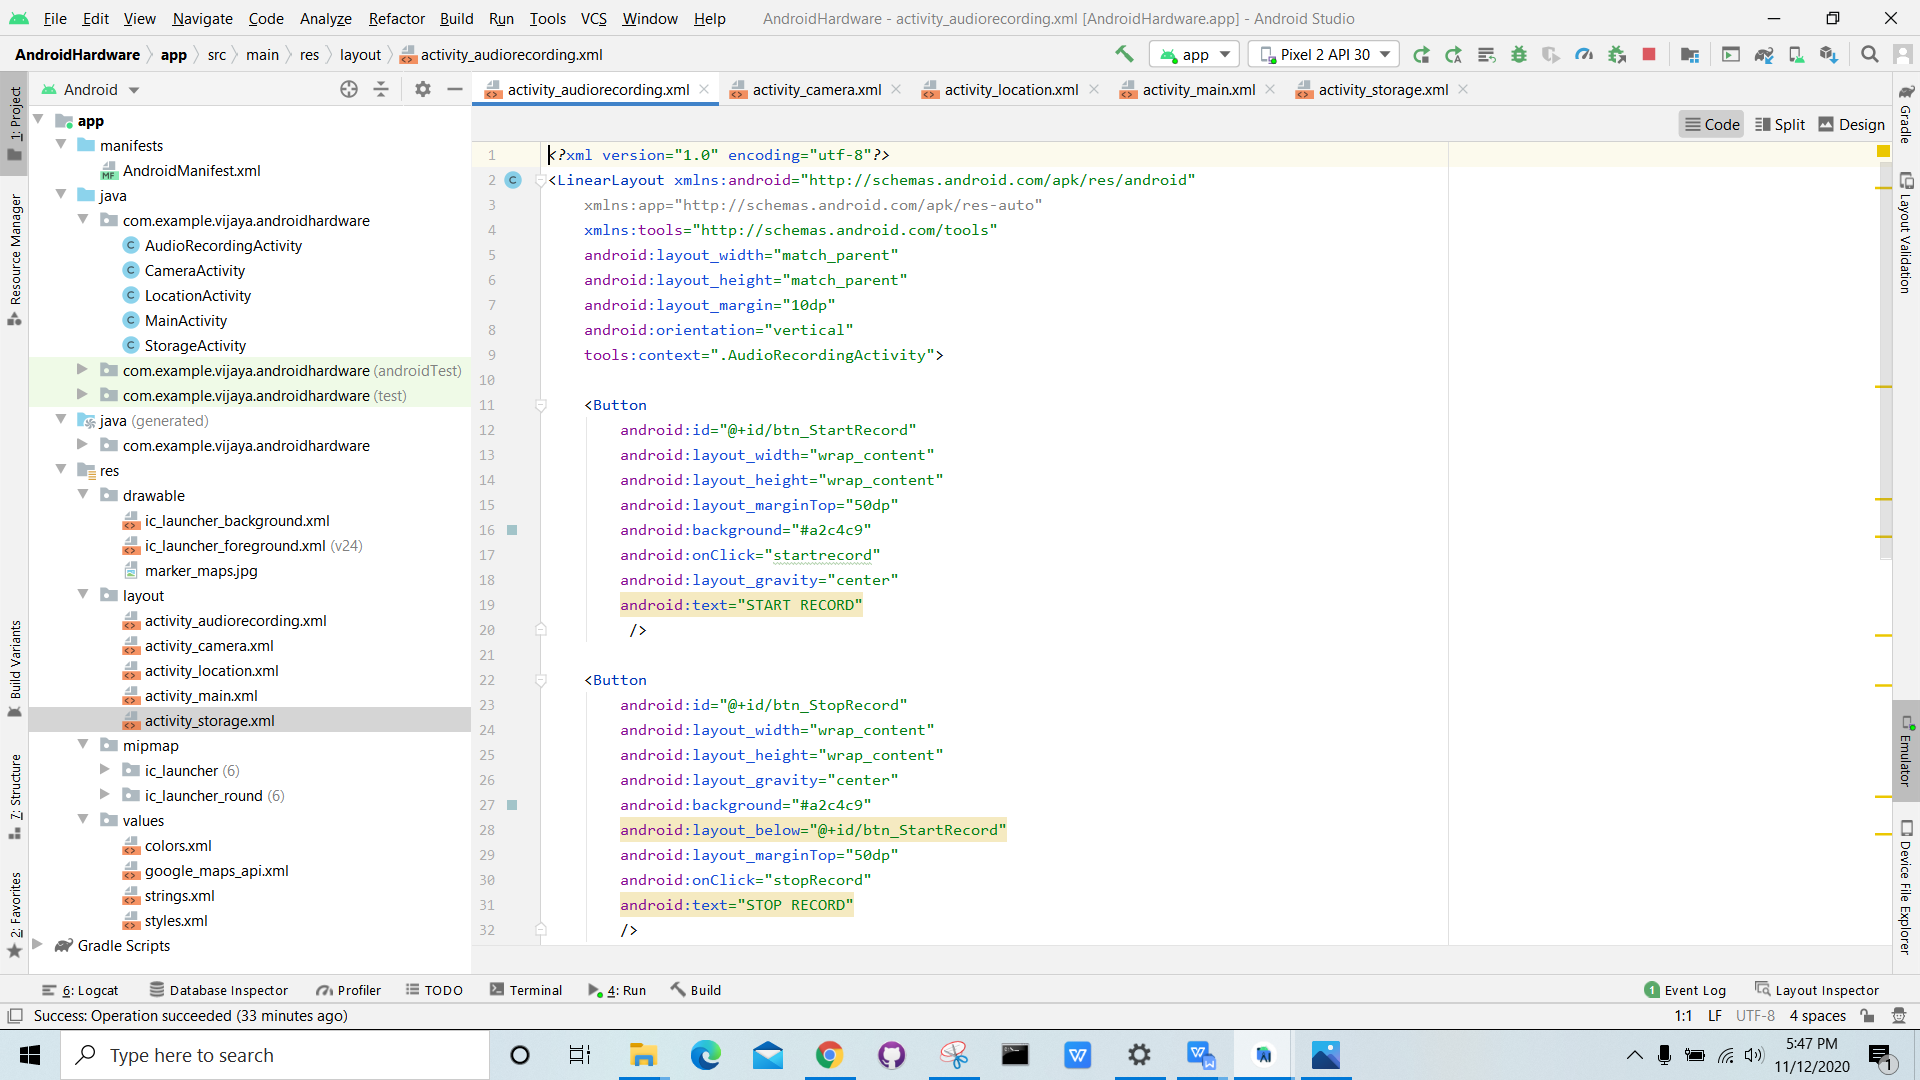 File Edit View Navigate Code Analyze Refactor Build Run Tools VCS Window Help AndroidHardware - activity_audiorecording.xml [AndroidHardware.app] - Android Studio
AndroidHardware app src main res layout activity_audiorecording.xml app Pixel 2 API 30
Android activity_audiorecording.xml activity_camera.xml activity_location.xml activity_main.xml activity_storage.xml
Code Split Design
1: Project
Resource Manager
Build Variants
7: Structure
2: Favorites
app
manifests
AndroidManifest.xml
java
com.example.vijaya.androidhardware
AudioRecordingActivity
CameraActivity
LocationActivity
MainActivity
StorageActivity
com.example.vijaya.androidhardware (androidTest)
com.example.vijaya.androidhardware (test)
java (generated)
com.example.vijaya.androidhardware
res
drawable
ic_launcher_background.xml
ic_launcher_foreground.xml (v24)
marker_maps.jpg
layout
activity_audiorecording.xml
activity_camera.xml
activity_location.xml
activity_main.xml
activity_storage.xml
mipmap
ic_launcher (6)
ic_launcher_round (6)
values
colors.xml
google_maps_api.xml
strings.xml
styles.xml
Gradle Scripts
1 <?xml version="1.0" encoding="utf-8"?>
2 <LinearLayout xmlns:android="http://schemas.android.com/apk/res/android"
3 xmlns:app="http://schemas.android.com/apk/res-auto"
4 xmlns:tools="http://schemas.android.com/tools"
5 android:layout_width="match_parent"
6 android:layout_height="match_parent"
7 android:layout_margin="10dp"
8 android:orientation="vertical"
9 tools:context=".AudioRecordingActivity">
10
11 <Button
12 android:id="@+id/btn_StartRecord"
13 android:layout_width="wrap_content"
14 android:layout_height="wrap_content"
15 android:layout_marginTop="50dp"
16 android:background="#a2c4c9"
17 android:onClick="startrecord"
18 android:layout_gravity="center"
19 android:text="START RECORD"
20 />
21
22 <Button
23 android:id="@+id/btn_StopRecord"
24 android:layout_width="wrap_content"
25 android:layout_height="wrap_content"
26 android:layout_gravity="center"
27 android:background="#a2c4c9"
28 android:layout_below="@+id/btn_StartRecord"
29 android:layout_marginTop="50dp"
30 android:onClick="stopRecord"
31 android:text="STOP RECORD"
32 />
Gradle
Layout Validation
Emulator
Device File Explorer
6: Logcat Database Inspector Profiler TODO Terminal 4: Run Build 1 Event Log Layout Inspector
Success: Operation succeeded (33 minutes ago) 1:1 LF UTF-8 4 spaces
Type here to search
5:47 PM
11/12/2020
1